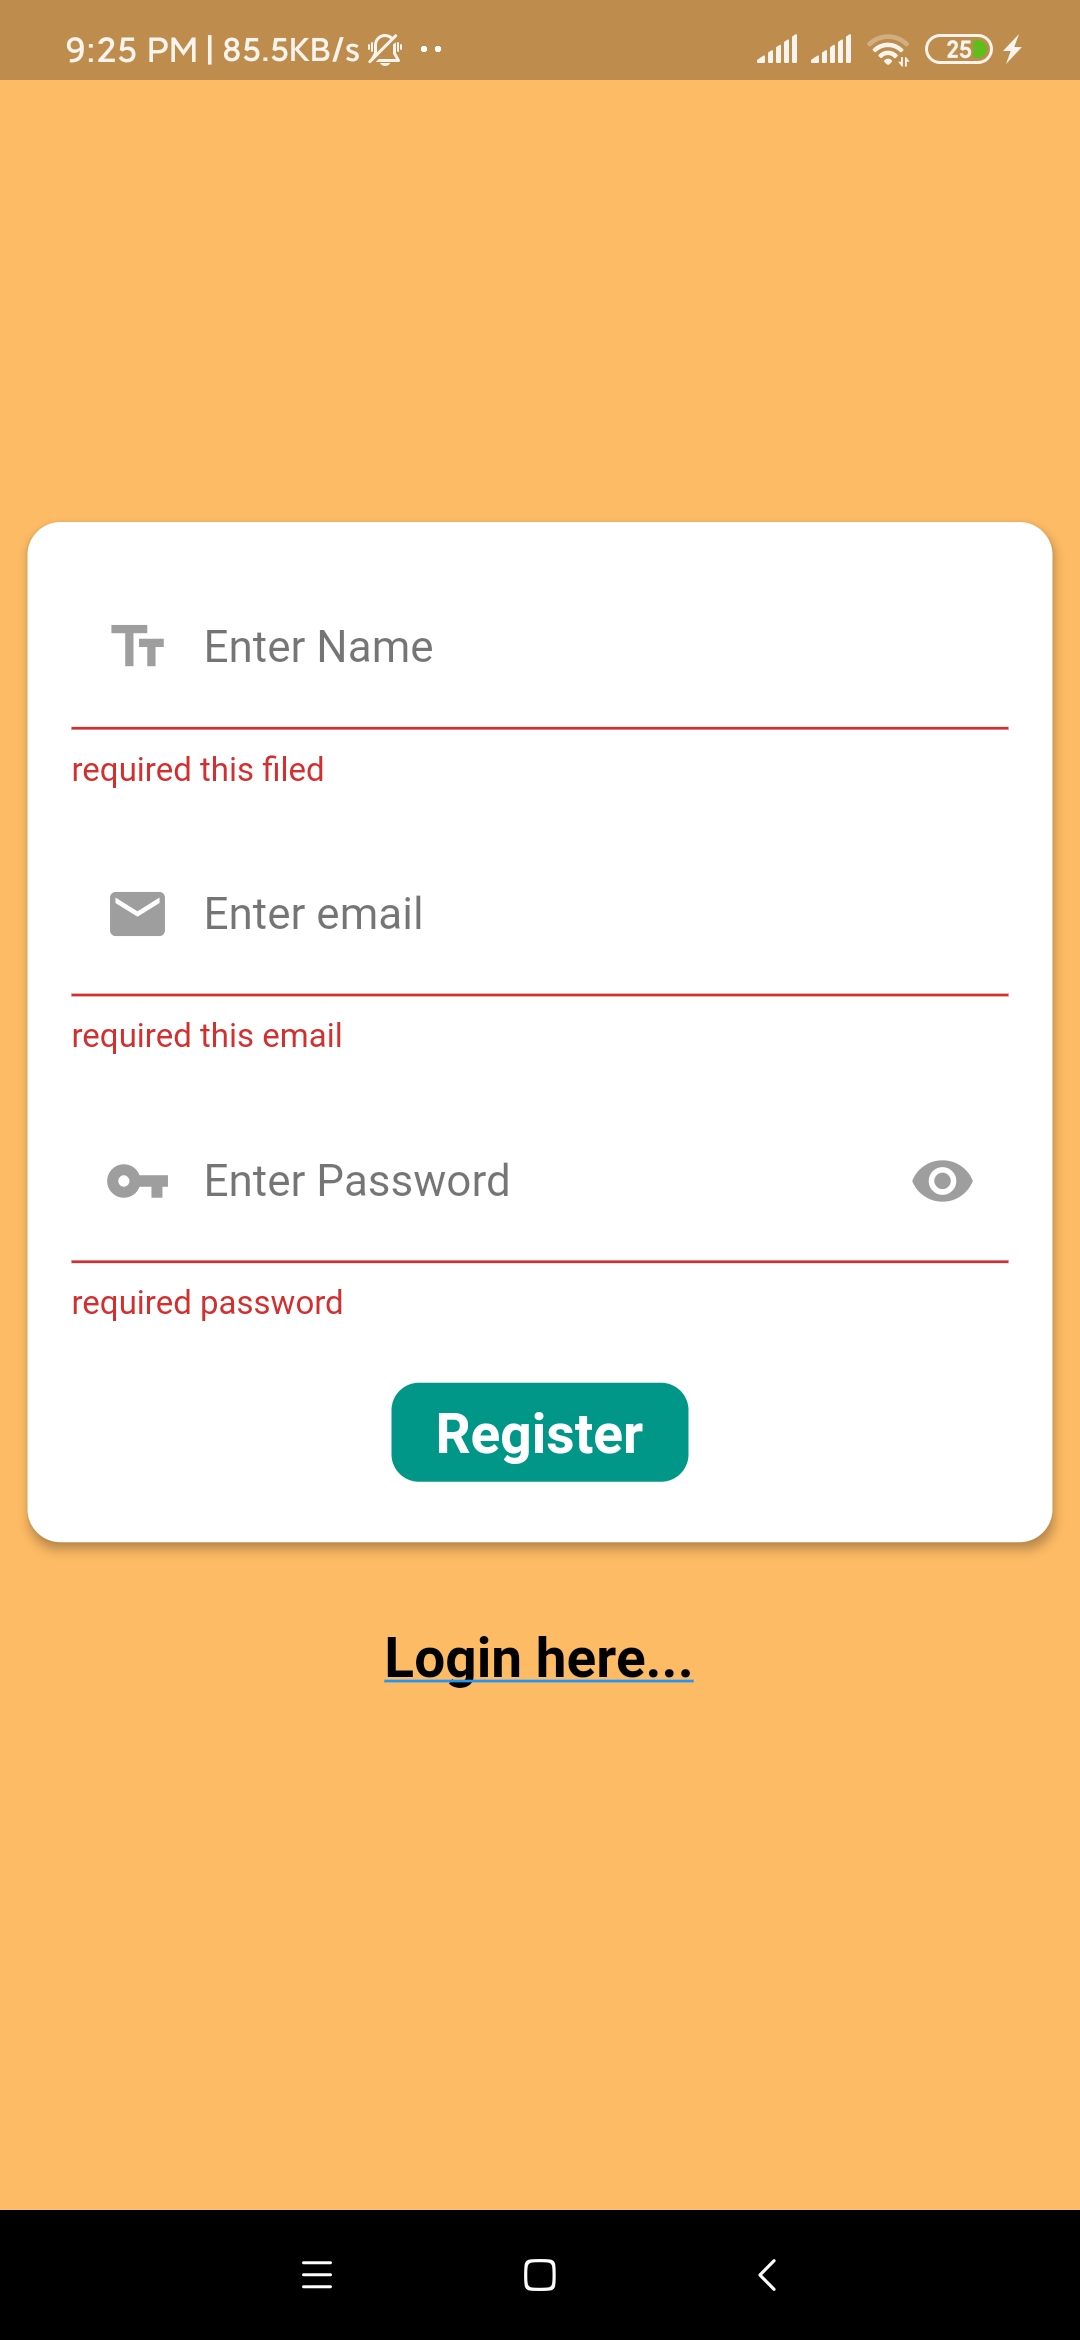 9:25 PM | 85.5KB/s
25
Enter Name
required this filed
Enter email
required this email
Enter Password
required password
Register
Login here...